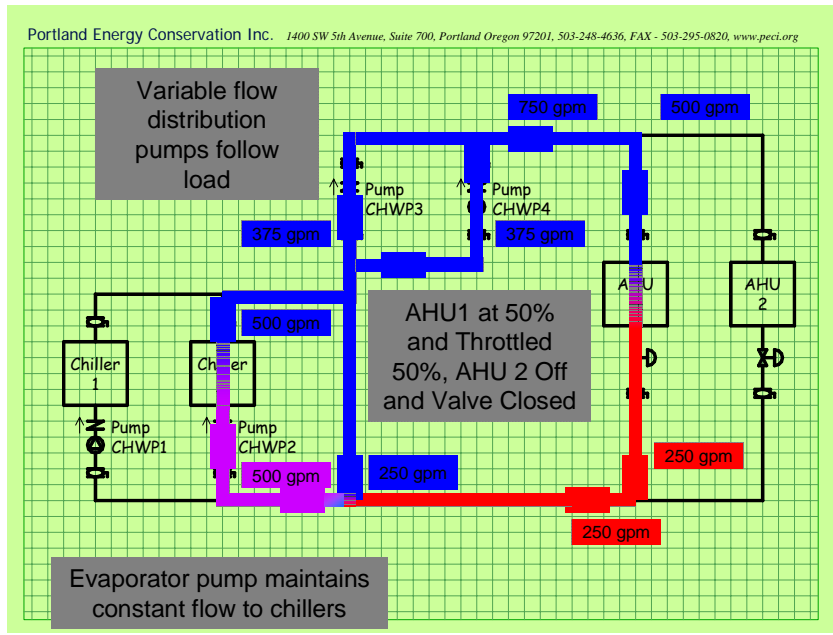 Portland Energy Conservation Inc. 1400 SW 5th Avenue, Suite 700, Portland Oregon 97201, 503-248-4636, FAX - 503-295-0820, www.peci.org
Variable flow
distribution
pumps follow
load
750 gpm
500 gpm
Pump
CHWP3
Pump
CHWP4
375 gpm
375 gpm
AHU
2
AHU1 at 50%
and Throttled
50%, AHU 2 Off
and Valve Closed
500 gpm
Chiller
1
Pump
CHWP1
Pump
CHWP2
500 gpm
250 gpm
250 gpm
250 gpm
Evaporator pump maintains
constant flow to chillers